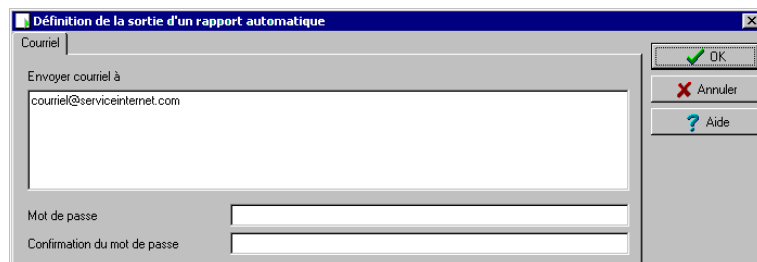 Définition de la sortie d'un rapport automatique
Courriel
OK
Envoyer courriel à
Annuler
courriel@serviceinternet.com
Aide
Mot de passe
Confirmation du mot de passe